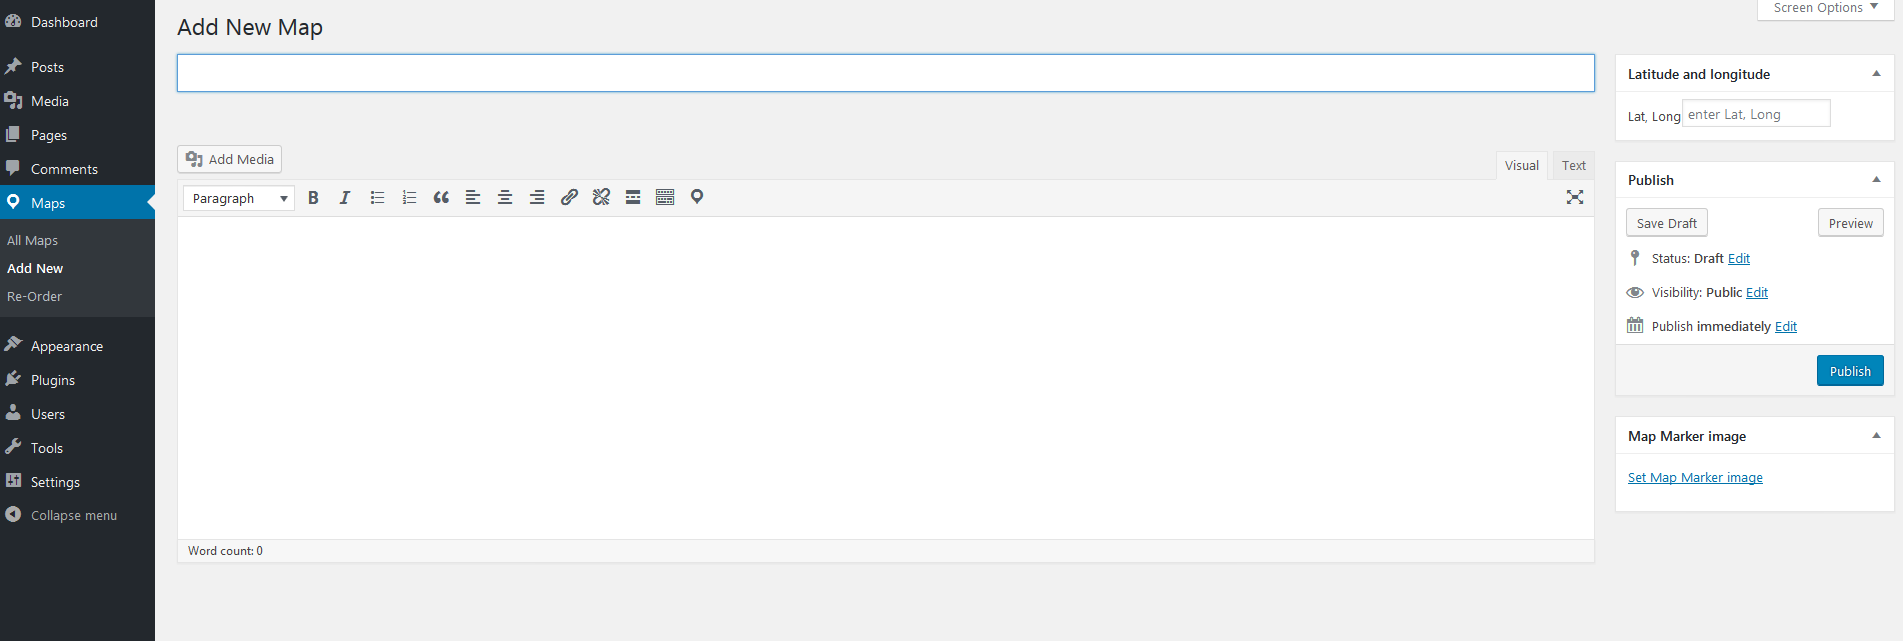 Dashboard
Posts
Media
Pages
Comments
Maps
All Maps
Add New
Re-Order
Appearance
Plugins
Users
Tools
Settings
Collapse menu
Screen Options
Add New Map
Add Media
Visual Text
Paragraph
Word count: 0
Latitude and longitude
Lat, Long enter Lat, Long
Publish
Save Draft Preview
Status: Draft Edit
Visibility: Public Edit
Publish immediately Edit
Publish
Map Marker image
Set Map Marker image